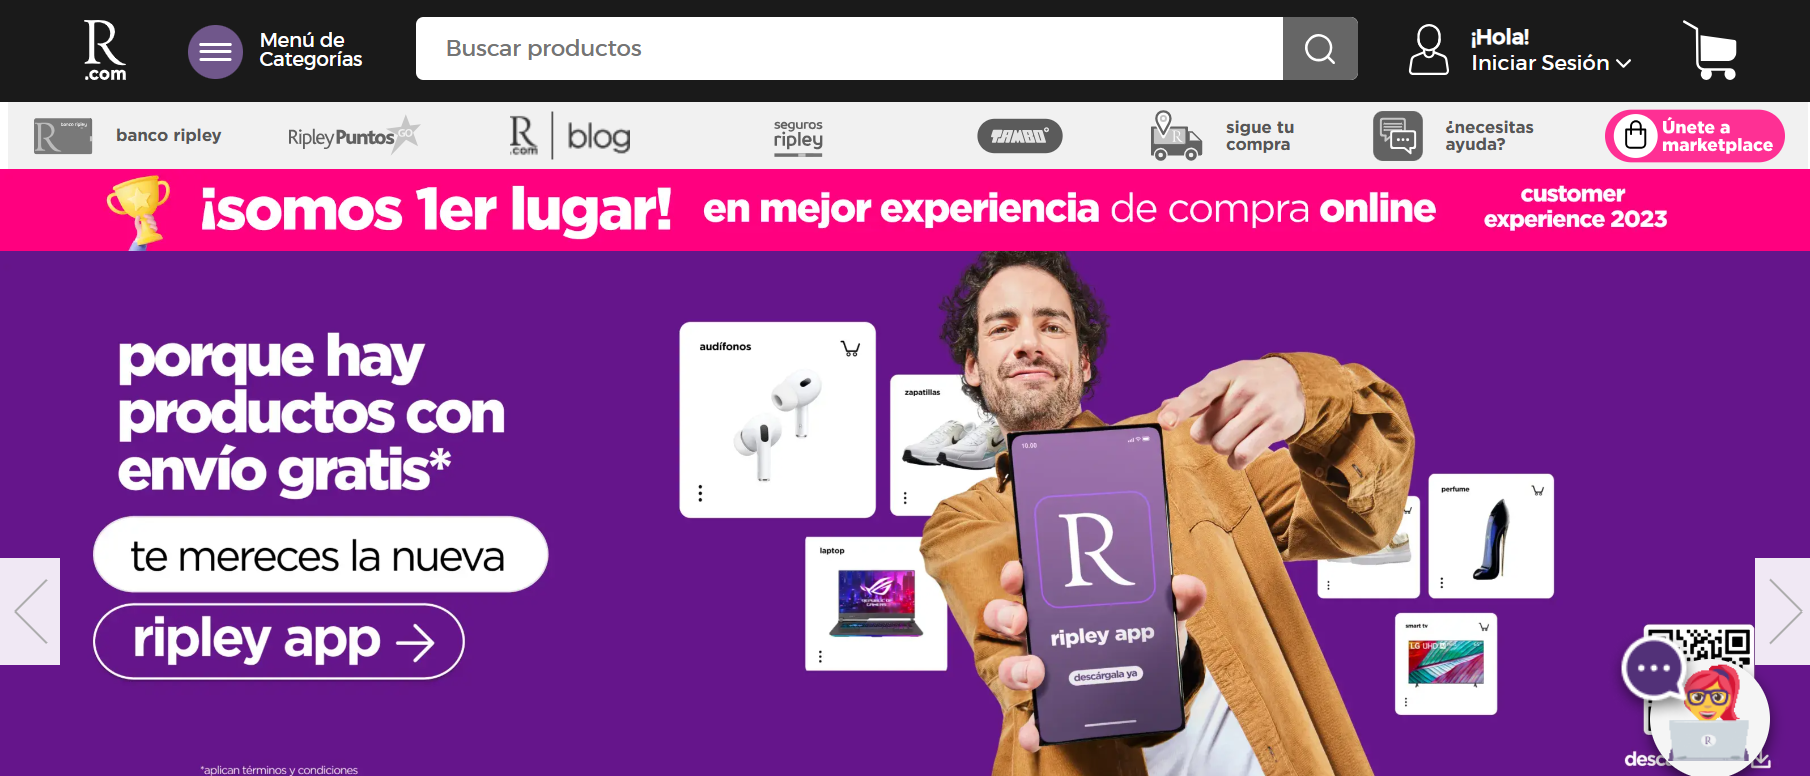 R
.com
Menú de
Categorías
Buscar productos
¡Hola!
Iniciar Sesión
R
banco ripley
banco ripley
RipleyPuntos GO
R
.com
blog
seguros
ripley
TAMBO
R
sigue tu
compra
¿necesitas
ayuda?
Únete a
marketplace
¡somos 1er lugar!
en mejor experiencia de compra online
customer
experience 2023
porque hay
productos con
envío gratis*
te mereces la nueva
ripley app
*aplican términos y condiciones
audífonos
zapatillas
laptop
10.00
R
ripley app
descárgala ya
perfume
smart tv
LG UHD
R